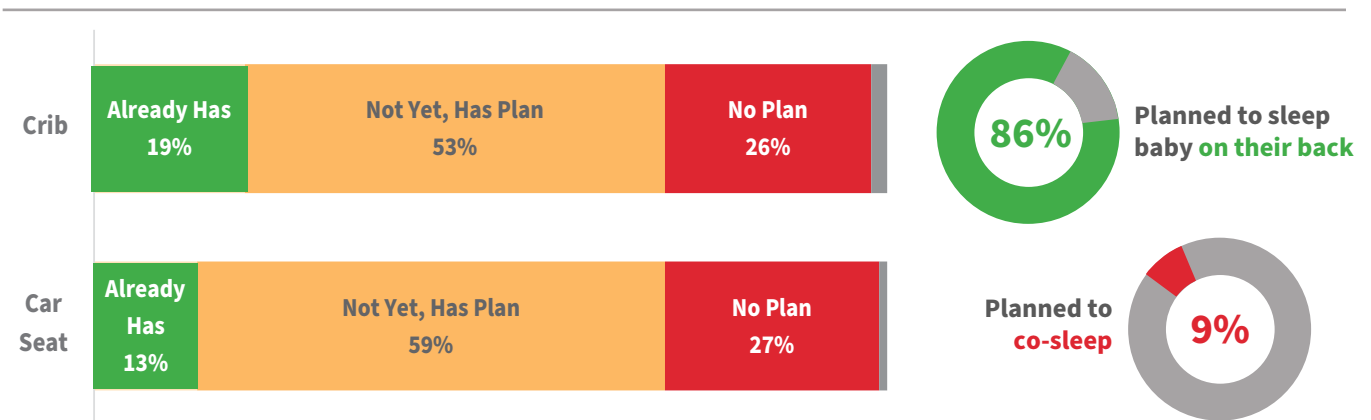 Crib
Already Has
19%
Not Yet, Has Plan
53%
No Plan
26%
86%
Planned to sleep
baby on their back
Car
Seat
Already
Has
13%
Not Yet, Has Plan
59%
No Plan
27%
Planned to
co-sleep
9%